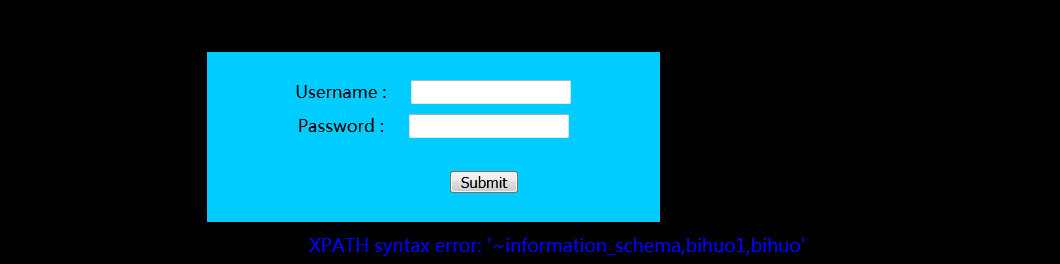 Username :
Password :
Submit
XPATH syntax error: '~information_schema,bihuo1,bihuo'